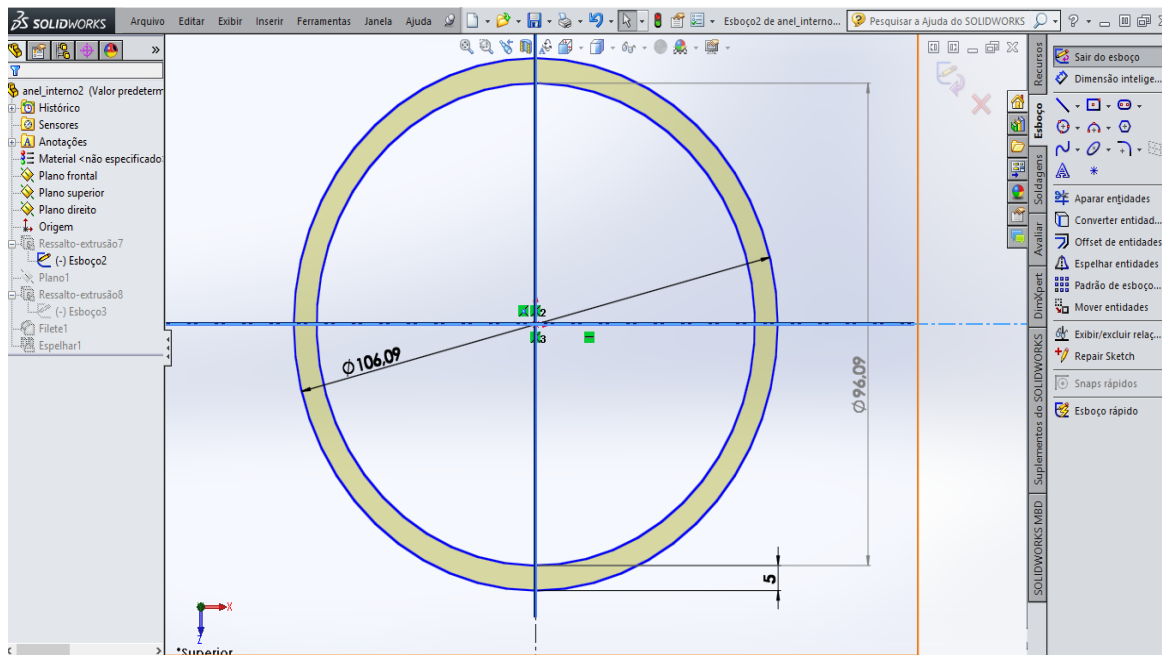 SOLIDWORKS Arquivo Editar Exibir Inserir Ferramentas Janela Ajuda Esboço2 de anel_interno... Pesquisar a Ajuda do SOLIDWORKS
anel_interno2 (Valor predeterm
Histórico
Sensores
Anotações
Material <não especificado>
Plano frontal
Plano superior
Plano direito
Origem
Ressalto-extrusão7
(-) Esboço2
Plano1
Ressalto-extrusão8
(-) Esboço3
Filete1
Espelhar1
Ø106,09
Ø96,09
5
2
3
X
Z
*Superior
Recursos
Esboço
Soldagens
Avaliar
DimXpert
Suplementos do SOLIDWORKS
SOLIDWORKS MBD
Sair do esboço
Dimensão intelige...
Aparar entidades
Converter entidad...
Offset de entidades
Espelhar entidades
Padrão de esboço...
Mover entidades
Exibir/excluir relaç...
Repair Sketch
Snaps rápidos
Esboço rápido